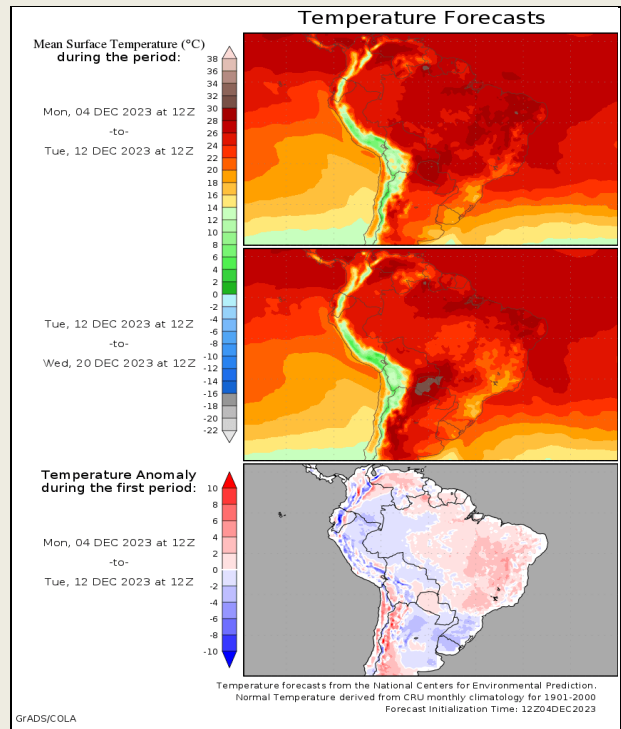 Temperature Forecasts
Mean Surface Temperature (°C)
during the period:
Mon, 04 DEC 2023 at 12Z
-to-
Tue, 12 DEC 2023 at 12Z
38
36
34
32
30
28
26
24
22
20
18
16
14
12
10
8
6
4
2
0
-2
-4
-6
-8
-10
-12
-14
-16
-18
-20
-22
Tue, 12 DEC 2023 at 12Z
-to-
Wed, 20 DEC 2023 at 12Z
Temperature Anomaly
during the first period:
Mon, 04 DEC 2023 at 12Z
-to-
Tue, 12 DEC 2023 at 12Z
10
8
6
4
2
0
-2
-4
-6
-8
-10
Temperature forecasts from the National Centers for Environmental Prediction.
Normal Temperature derived from CRU monthly climatology for 1901-2000
Forecast Initialization Time: 12Z04DEC2023
GrADS/COLA